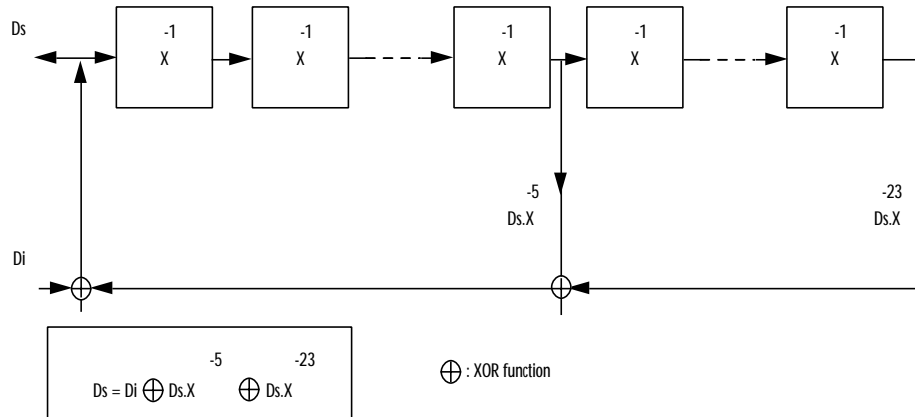 Ds
-1 -1 -1 -1 -1
X X X X X
-5 -23
Ds.X Ds.X
Di
-5 -23
Ds = Di ⊕ Ds.X ⊕ Ds.X
⊕ : XOR function